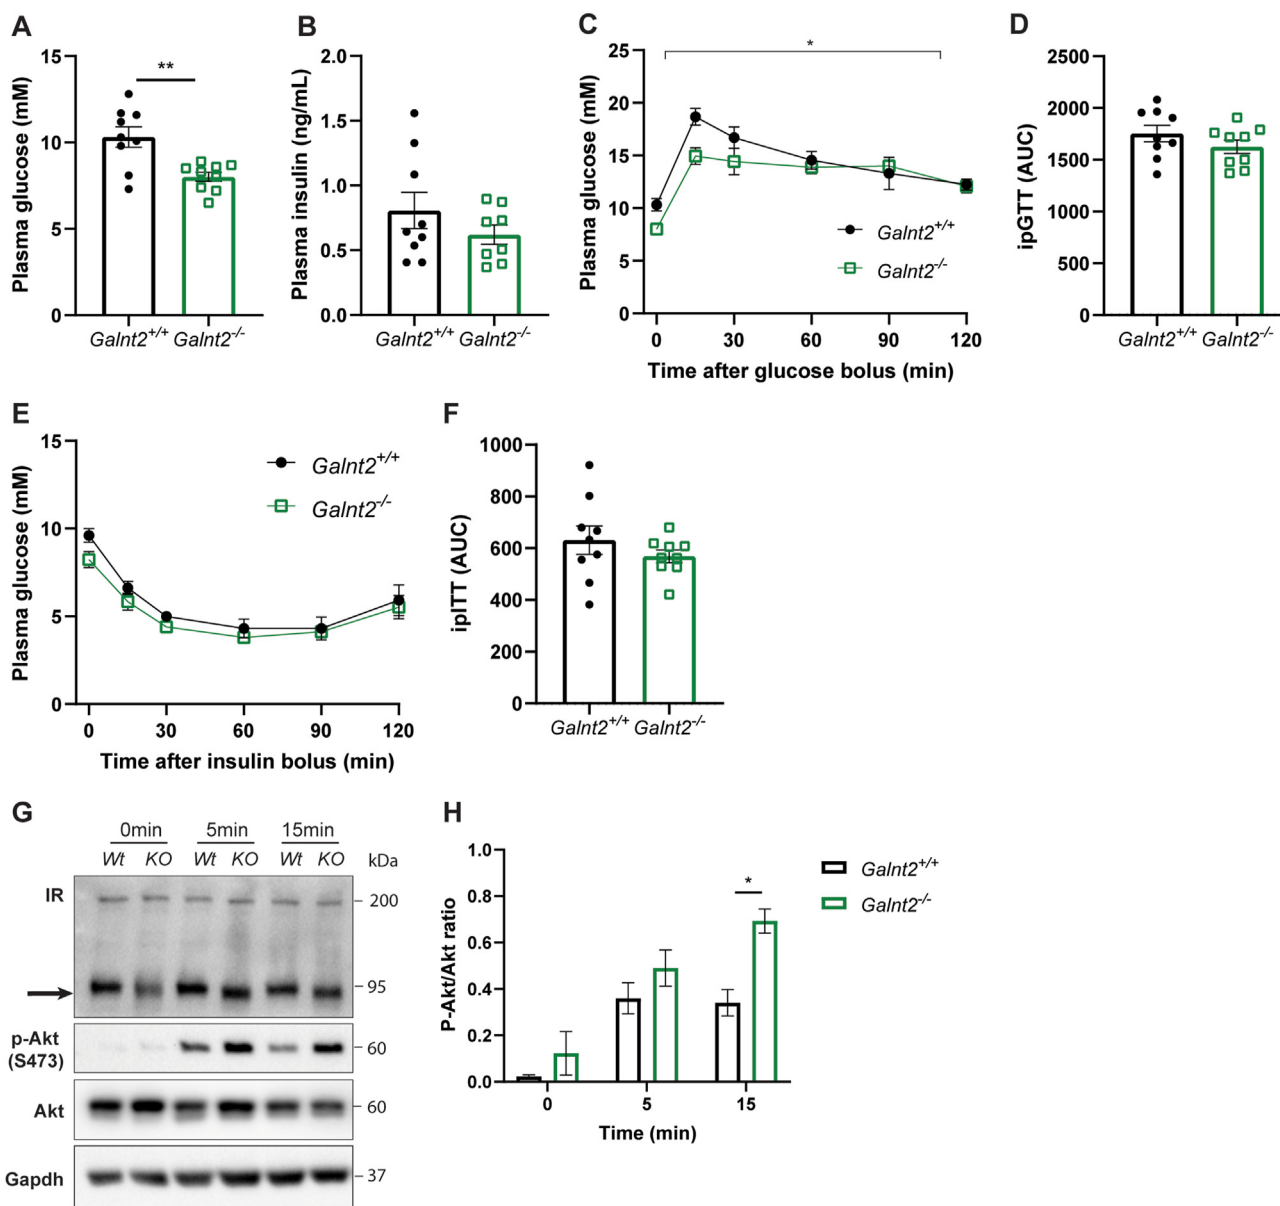 A
Plasma glucose (mM)
15
10
5
0
**
Galnt2+/+ Galnt2-/-
B
Plasma insulin (ng/mL)
2.0
1.5
1.0
0.5
0.0
Galnt2+/+ Galnt2-/-
C
Plasma glucose (mM)
25
20
15
10
5
0
*
Galnt2+/+
Galnt2-/-
0 30 60 90 120
Time after glucose bolus (min)
D
ipGTT (AUC)
2500
2000
1500
1000
500
0
Galnt2+/+ Galnt2-/-
E
Plasma glucose (mM)
15
10
5
0
Galnt2+/+
Galnt2-/-
0 30 60 90 120
Time after insulin bolus (min)
F
ipITT (AUC)
1000
800
600
400
200
0
Galnt2+/+ Galnt2-/-
G
0min 5min 15min
Wt KO Wt KO Wt KO kDa
IR
200
95
p-Akt
(S473)
60
Akt
60
Gapdh
37
H
P-Akt/Akt ratio
1.0
0.8
0.6
0.4
0.2
0.0
*
Galnt2+/+
Galnt2-/-
0 5 15
Time (min)